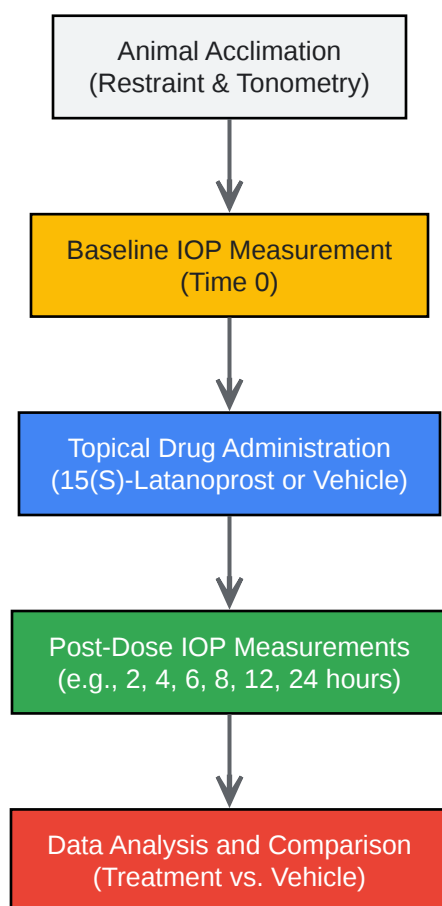 Animal Acclimation
(Restraint & Tonometry)
Baseline IOP Measurement
(Time 0)
Topical Drug Administration
(15(S)-Latanoprost or Vehicle)
Post-Dose IOP Measurements
(e.g., 2, 4, 6, 8, 12, 24 hours)
Data Analysis and Comparison
(Treatment vs. Vehicle)